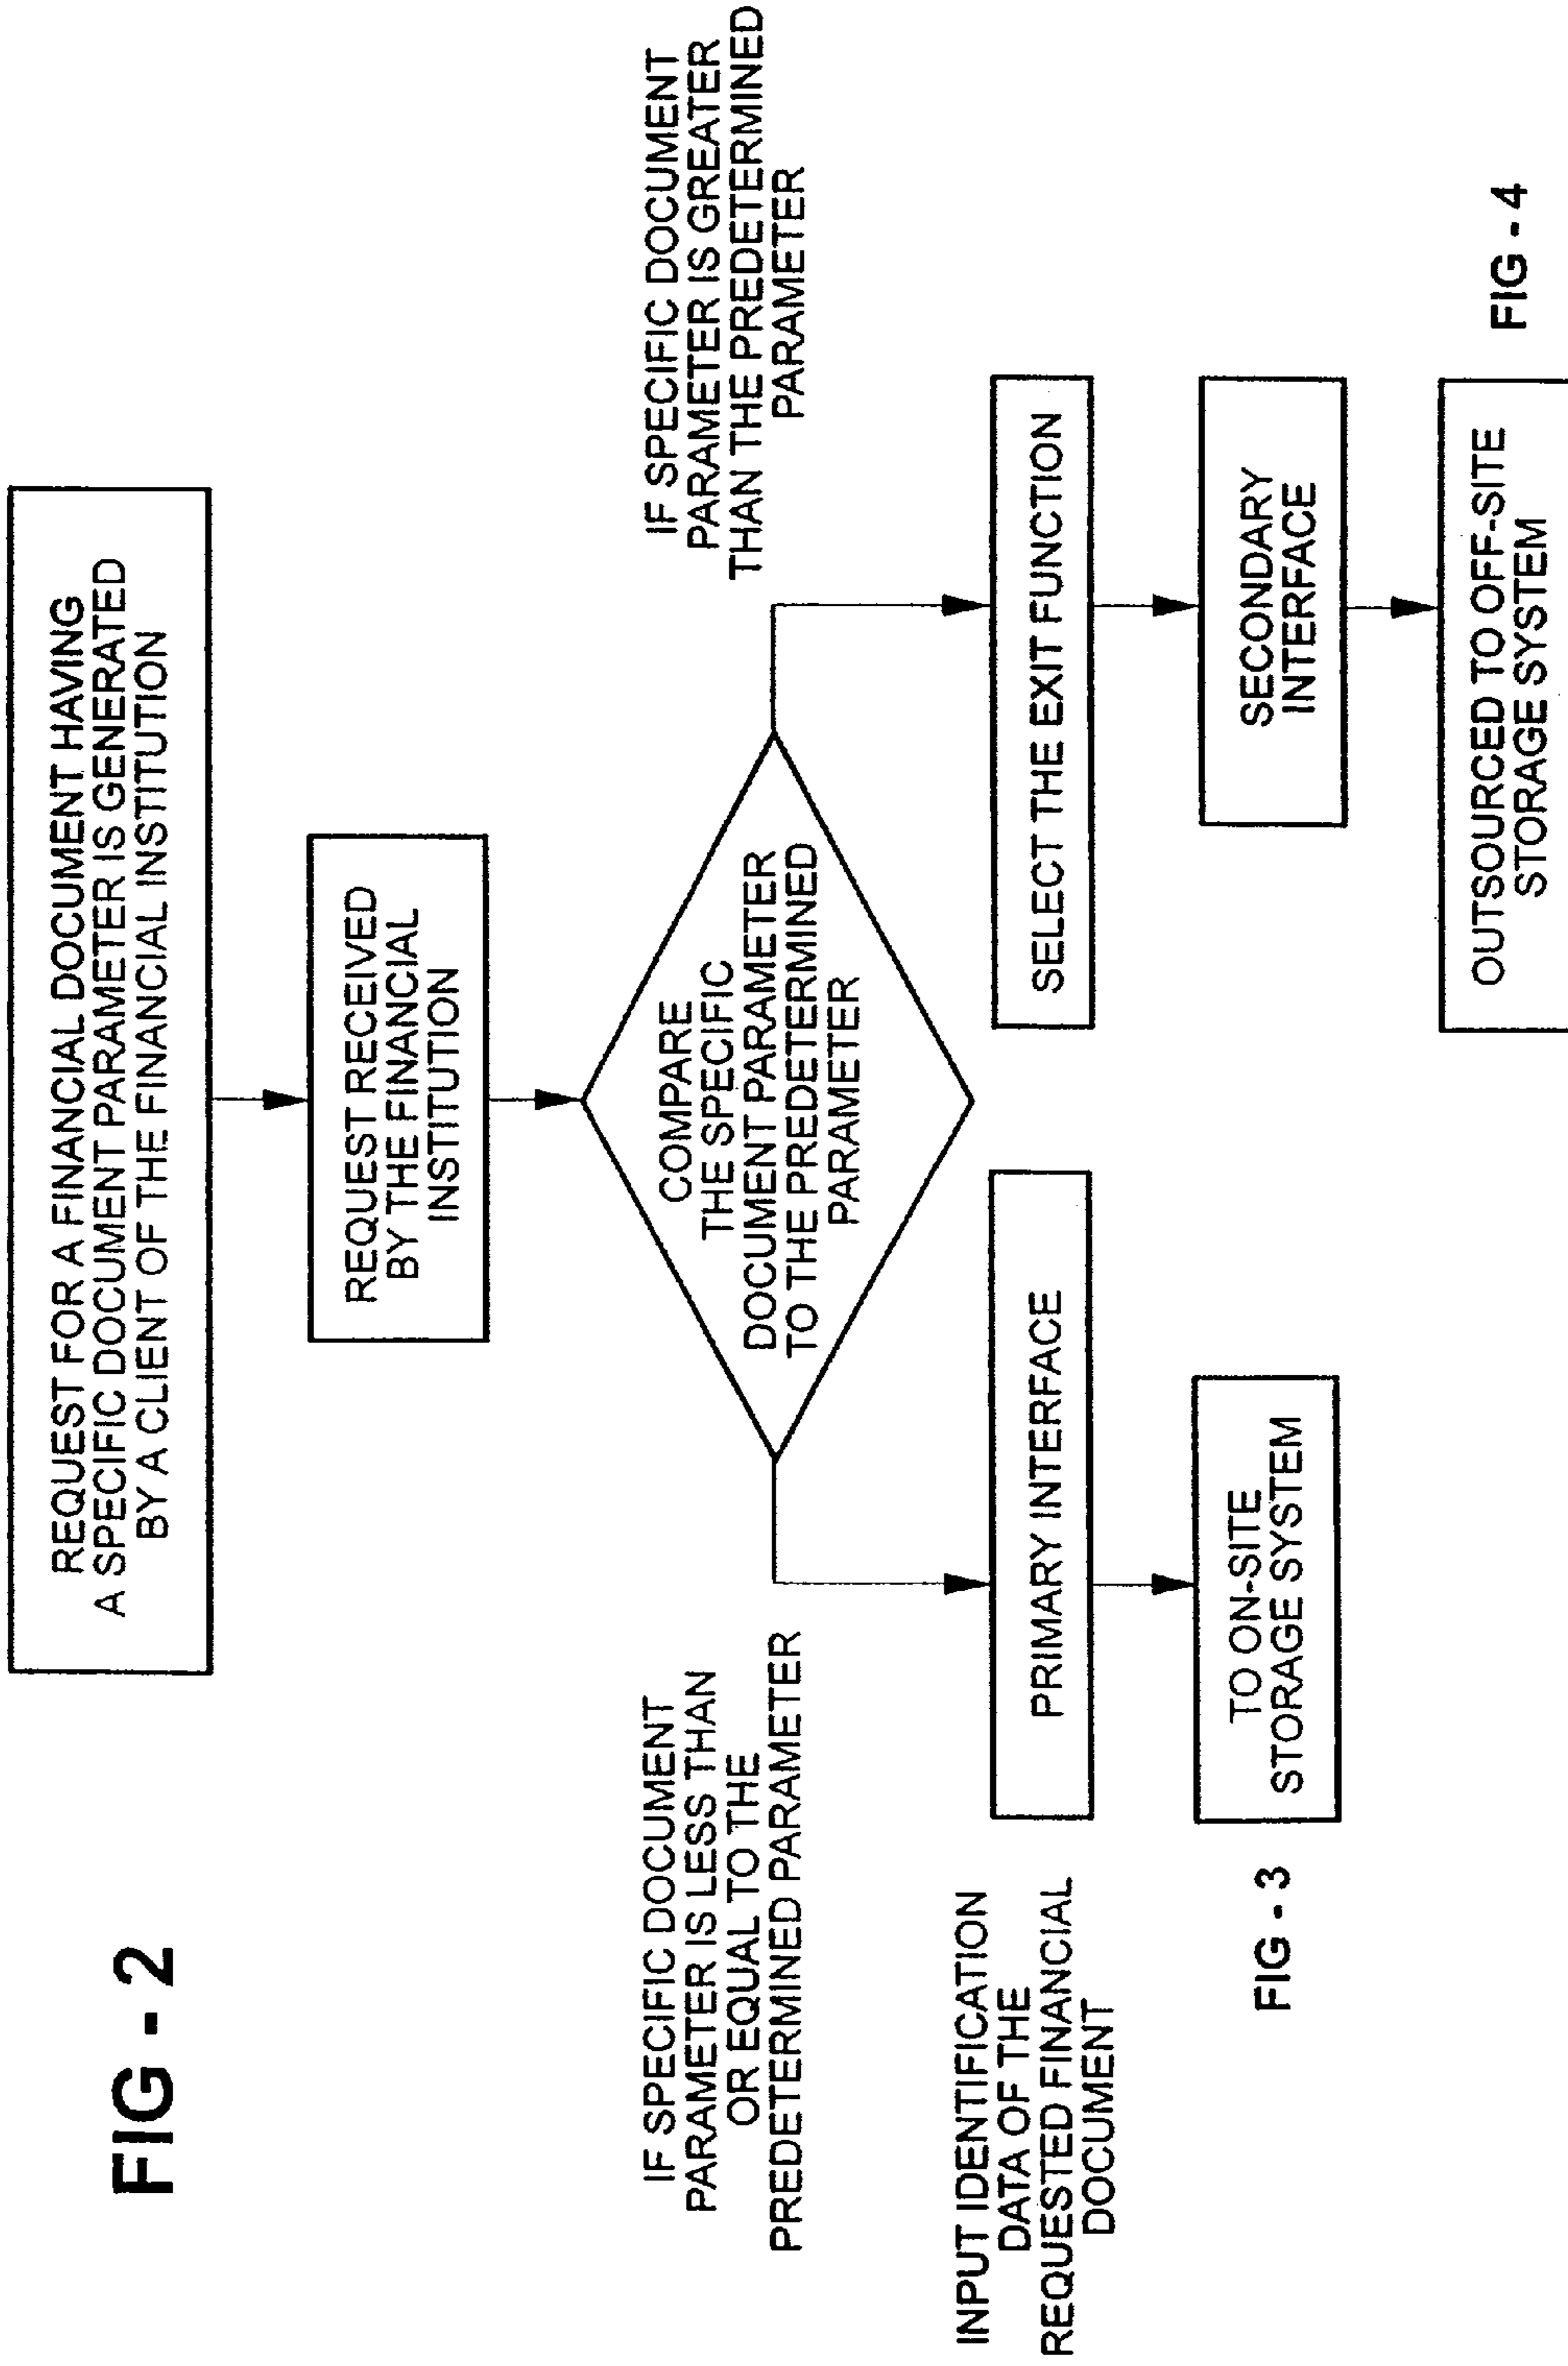 FIG - 2
REQUEST FOR A FINANCIAL DOCUMENT HAVING
A SPECIFIC DOCUMENT PARAMETER IS GENERATED
BY A CLIENT OF THE FINANCIAL INSTITUTION
REQUEST RECEIVED
BY THE FINANCIAL
INSTITUTION
COMPARE
THE SPECIFIC
DOCUMENT PARAMETER
TO THE PREDETERMINED
PARAMETER
IF SPECIFIC DOCUMENT
PARAMETER IS LESS THAN
OR EQUAL TO THE
PREDETERMINED PARAMETER
IF SPECIFIC DOCUMENT
PARAMETER IS GREATER
THAN THE PREDETERMINED
PARAMETER
INPUT IDENTIFICATION
DATA OF THE
REQUESTED FINANCIAL
DOCUMENT
PRIMARY INTERFACE
SELECT THE EXIT FUNCTION
FIG - 3
TO ON-SITE
STORAGE SYSTEM
SECONDARY
INTERFACE
OUTSOURCED TO OFF-SITE
STORAGE SYSTEM
FIG - 4